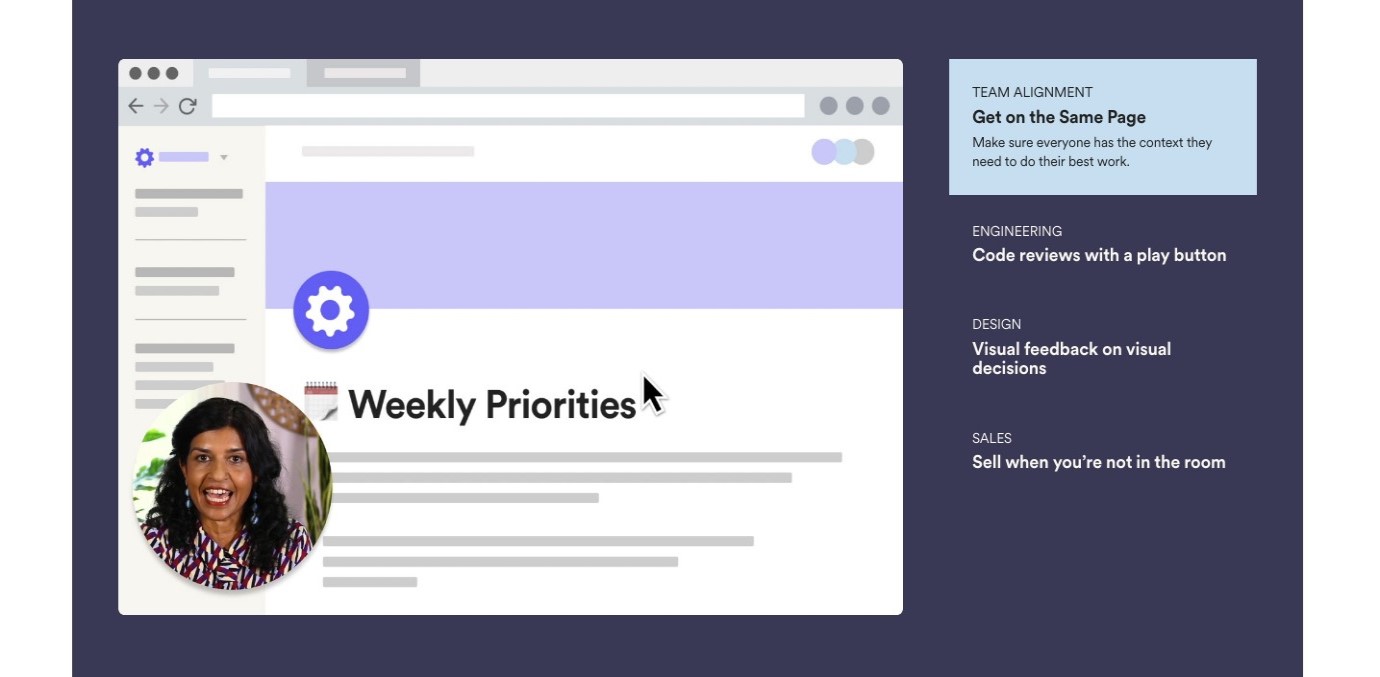 Weekly Priorities
TEAM ALIGNMENT
Get on the Same Page
Make sure everyone has the context they
need to do their best work.
ENGINEERING
Code reviews with a play button
DESIGN
Visual feedback on visual
decisions
SALES
Sell when you’re not in the room